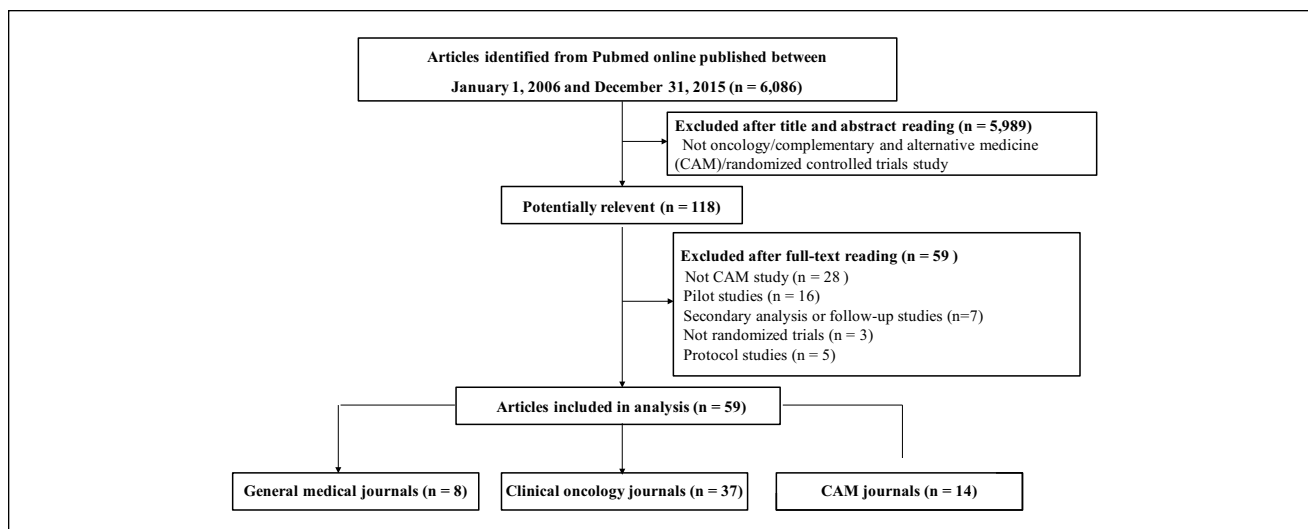 Articles identified from Pubmed online published between
January 1, 2006 and December 31, 2015 (n = 6,086)
Excluded after title and abstract reading (n = 5,989)
Not oncology/complementary and alternative medicine
(CAM)/randomized controlled trials study
Potentially relevent (n = 118)
Excluded after full-text reading (n = 59 )
Not CAM study (n = 28 )
Pilot studies (n = 16)
Secondary analysis or follow-up studies (n=7)
Not randomized trials (n = 3)
Protocol studies (n = 5)
Articles included in analysis (n = 59)
General medical journals (n = 8)
Clinical oncology journals (n = 37)
CAM journals (n = 14)